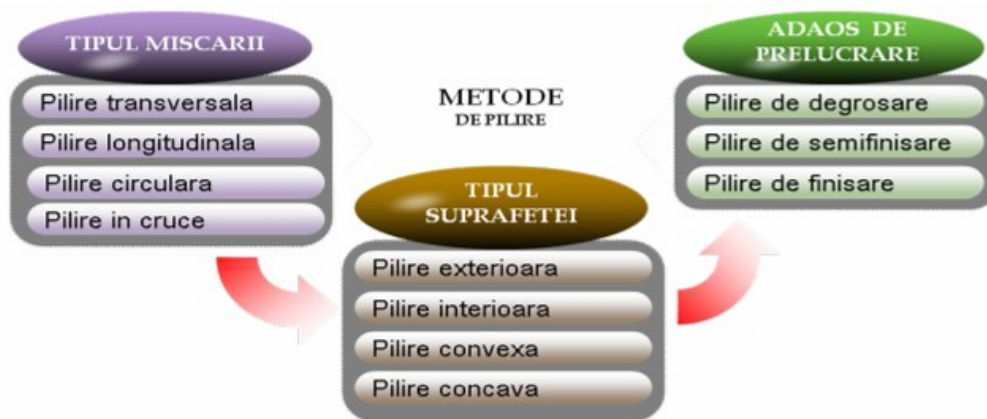 TIPUL MISCARII
Pilire transversala
Pilire longitudinala
Pilire circulara
Pilire in cruce
METODE
DE PILIRE
TIPUL
SUPRAFETEI
Pilire exterioara
Pilire interioara
Pilire convexa
Pilire concava
ADAOS DE
PRELUCRARE
Pilire de degrosare
Pilire de semifinisare
Pilire de finisare